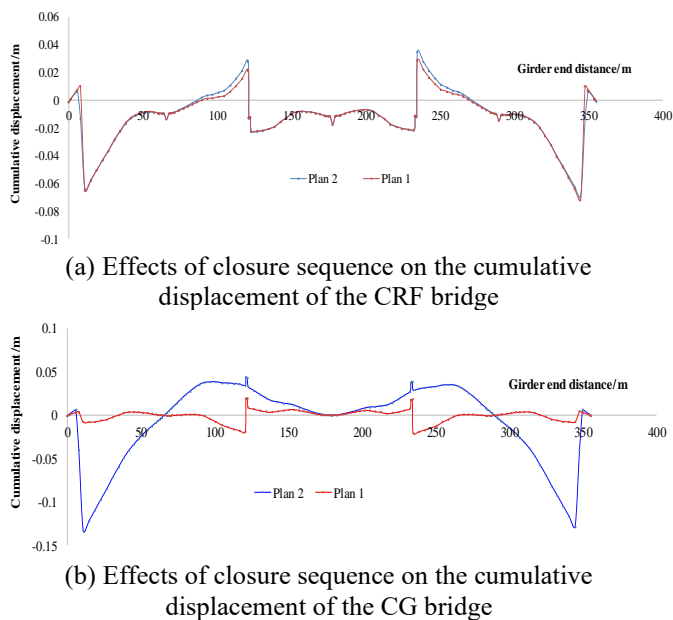 0.06
0.04
0.02
0
-0.02
-0.04
-0.06
-0.08
-0.1
Cumulative displacement/m
Girder end distance/m
0 50 100 150 200 250 300 350 400
Plan 2 Plan 1
(a) Effects of closure sequence on the cumulative
displacement of the CRF bridge
0.1
0.05
0
-0.05
-0.1
-0.15
Cumulative displacement/m
Girder end distance/m
0 50 100 150 200 250 300 350 400
Plan 2 Plan 1
(b) Effects of closure sequence on the cumulative
displacement of the CG bridge